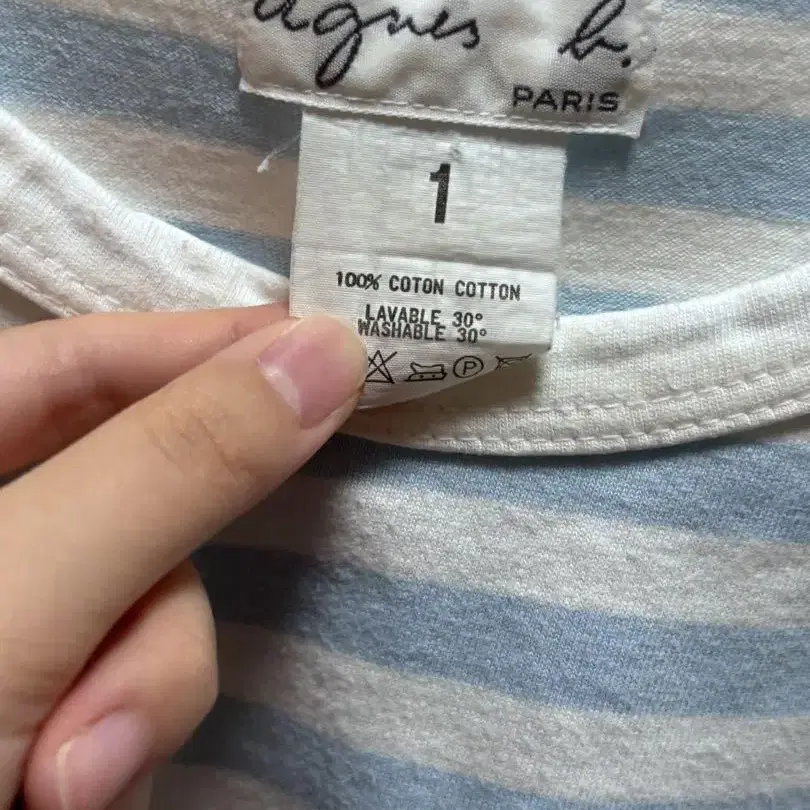 agnes b.
PARIS
1
100% COTON COTTON
LAVABLE 30°
WASHABLE 30°
P